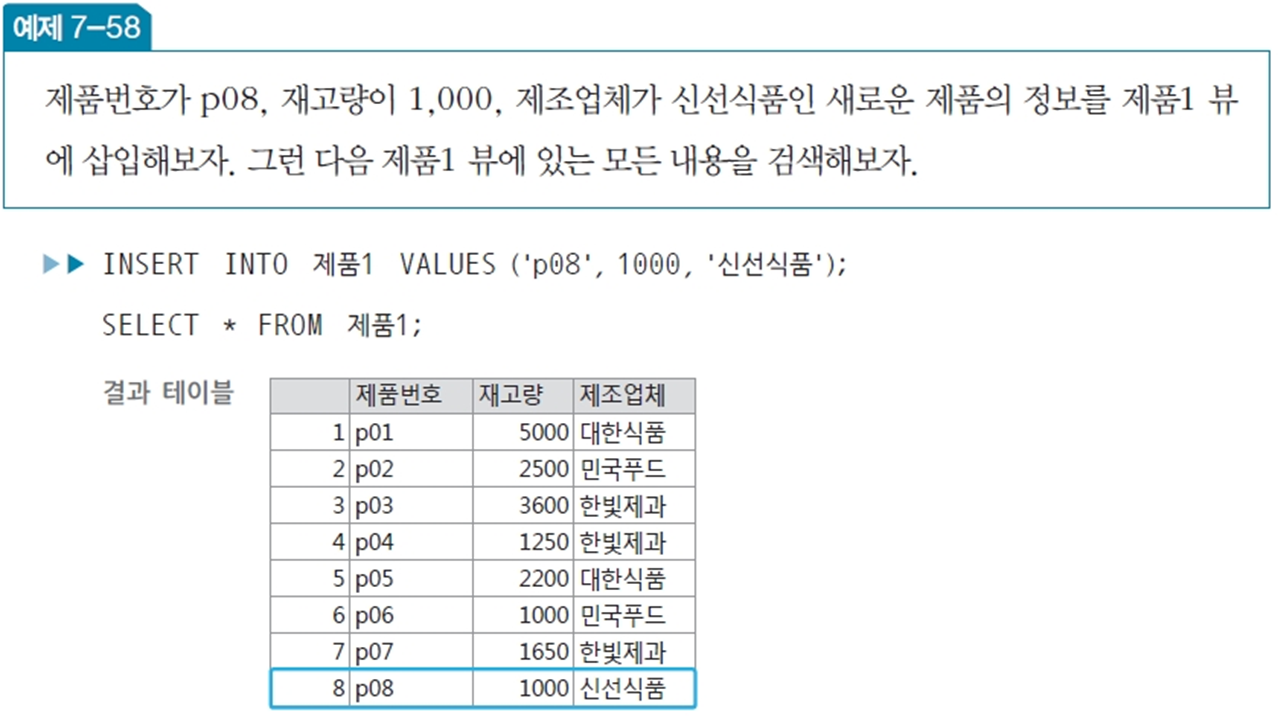 예제 7-58
제품번호가 p08, 재고량이 1,000, 제조업체가 신선식품인 새로운 제품의 정보를 제품1 뷰
에 삽입해보자. 그런 다음 제품1 뷰에 있는 모든 내용을 검색해보자.
INSERT INTO 제품1 VALUES ('p08', 1000, '신선식품');
SELECT * FROM 제품1;
결과 테이블
제품번호 재고량 제조업체
1 p01 5000 대한식품
2 p02 2500 민국푸드
3 p03 3600 한빛제과
4 p04 1250 한빛제과
5 p05 2200 대한식품
6 p06 1000 민국푸드
7 p07 1650 한빛제과
8 p08 1000 신선식품